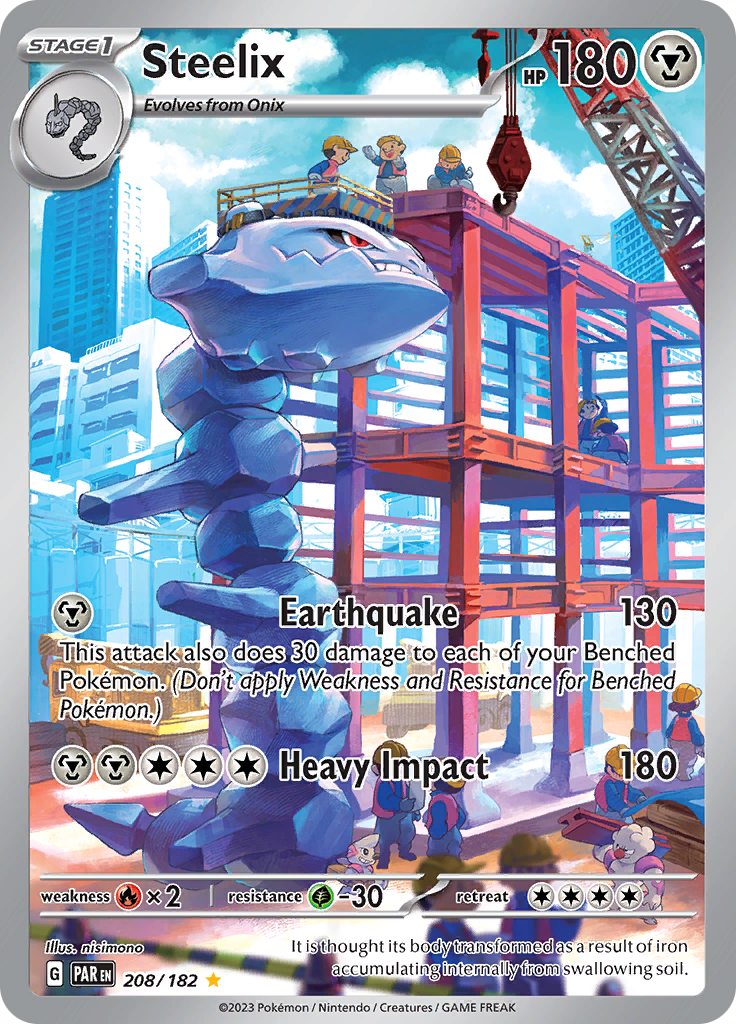 STAGE1
Steelix
HP 180
Evolves from Onix
Earthquake 130
This attack also does 30 damage to each of your Benched
Pokémon. (Don't apply Weakness and Resistance for Benched
Pokémon.)
Heavy Impact 180
weakness ×2 resistance -30 retreat
Illus. nisimono
It is thought its body transformed as a result of iron
accumulating internally from swallowing soil.
G PAR EN 208/182
©2023 Pokémon / Nintendo / Creatures / GAME FREAK